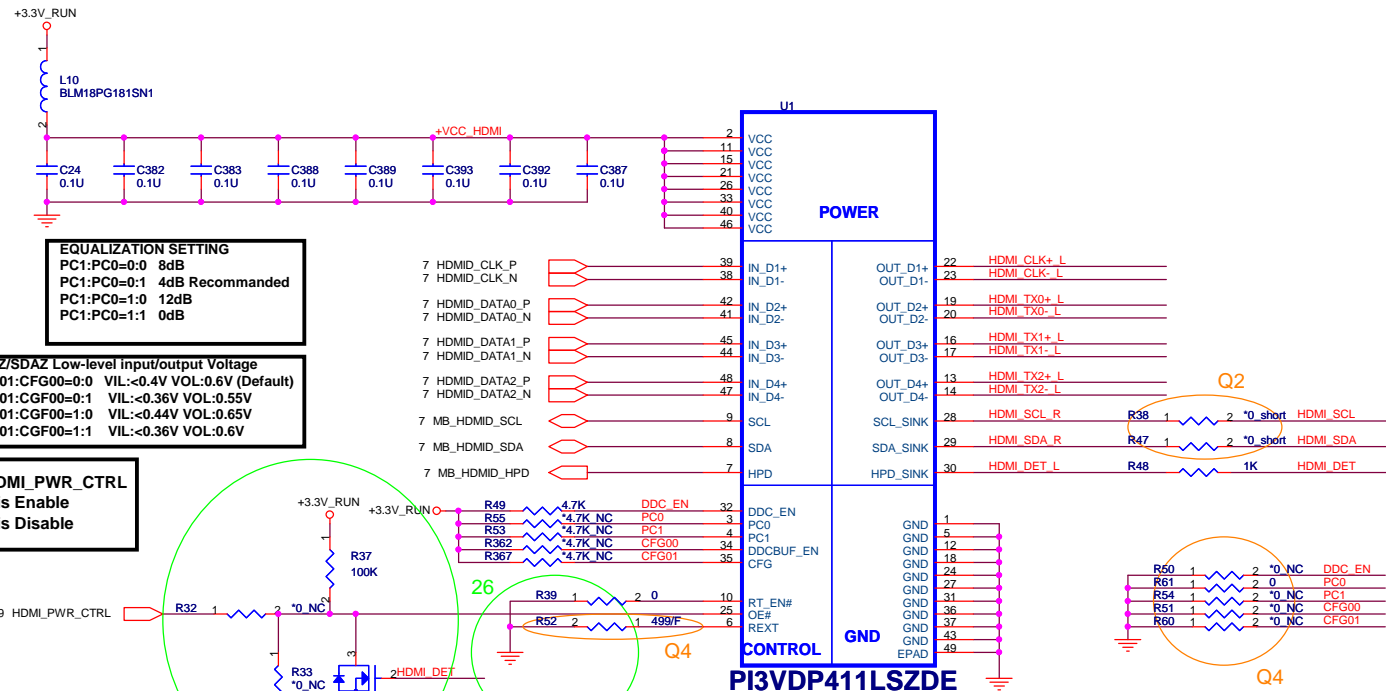 +3.3V_RUN
1
L10
BLM18PG181SN1
2
+VCC_HDMI
C24
0.1U
C382
0.1U
C383
0.1U
C388
0.1U
C389
0.1U
C393
0.1U
C392
0.1U
C387
0.1U
EQUALIZATION SETTING
PC1:PC0=0:0 8dB
PC1:PC0=0:1 4dB Recommanded
PC1:PC0=1:0 12dB
PC1:PC0=1:1 0dB
Z/SDAZ Low-level input/output Voltage
01:CFG00=0:0 VIL:<0.4V VOL:0.6V (Default)
01:CGF00=0:1 VIL:<0.36V VOL:0.55V
01:CGF00=1:0 VIL:<0.44V VOL:0.65V
01:CGF00=1:1 VIL:<0.36V VOL:0.6V
DMI_PWR_CTRL
s Enable
s Disable
7 HDMID_CLK_P
7 HDMID_CLK_N
7 HDMID_DATA0_P
7 HDMID_DATA0_N
7 HDMID_DATA1_P
7 HDMID_DATA1_N
7 HDMID_DATA2_P
7 HDMID_DATA2_N
7 MB_HDMID_SCL
7 MB_HDMID_SDA
7 MB_HDMID_HPD
U1
2 VCC
11 VCC
15 VCC
21 VCC
26 VCC
33 VCC
40 VCC
46 VCC
POWER
39 IN_D1+
38 IN_D1-
42 IN_D2+
41 IN_D2-
45 IN_D3+
44 IN_D3-
48 IN_D4+
47 IN_D4-
9 SCL
8 SDA
7 HPD
32 DDC_EN
3 PC0
4 PC1
34 DDCBUF_EN
35 CFG
10 RT_EN#
25 OE#
6 REXT
CONTROL
OUT_D1+ 22 HDMI_CLK+_L
OUT_D1- 23 HDMI_CLK-_L
OUT_D2+ 19 HDMI_TX0+_L
OUT_D2- 20 HDMI_TX0-_L
OUT_D3+ 16 HDMI_TX1+_L
OUT_D3- 17 HDMI_TX1-_L
OUT_D4+ 13 HDMI_TX2+_L
OUT_D4- 14 HDMI_TX2-_L
SCL_SINK 28 HDMI_SCL_R R38 1 2 *0_short HDMI_SCL
SDA_SINK 29 HDMI_SDA_R R47 1 2 *0_short HDMI_SDA
HPD_SINK 30 HDMI_DET_L R48 1K HDMI_DET
Q2
GND 1
GND 5
GND 12
GND 18
GND 24
GND 27
GND 31
GND 36
GND 37
GND 43
EPAD 49
GND
PI3VDP411LSZDE
+3.3V_RUN
R49 4.7K DDC_EN
R55 *4.7K_NC PC0
R53 *4.7K_NC PC1
R362 *4.7K_NC CFG00
R367 *4.7K_NC CFG01
+3.3V_RUN
1
R37
100K
2
9 HDMI_PWR_CTRL
R32 1 2 *0_NC
1
R33
*0_NC
3
2 HDMI_DET
26
R39 1 2 0
R52 2 1 499/F
Q4
R50 1 2 *0_NC DDC_EN
R61 1 2 0 PC0
R54 1 2 *0_NC PC1
R51 1 2 *0_NC CFG00
R60 1 2 *0_NC CFG01
Q4